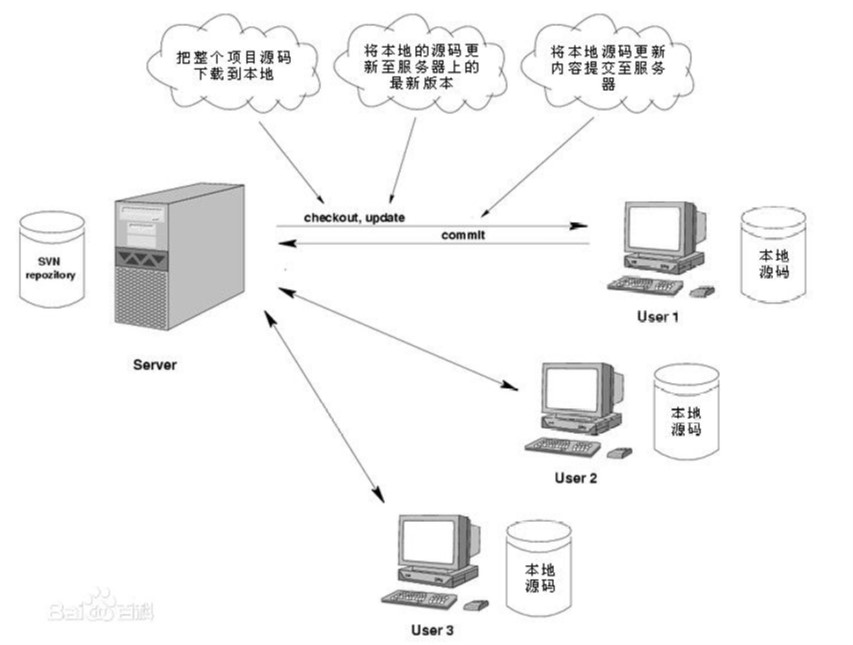 把整个项目源码
下载到本地
将本地的源码更
新至服务器上的
最新版本
将本地源码更新
内容提交至服务
器
checkout, update
commit
SVN
repozitory
Server
本地
源码
User 1
本地
源码
User 2
本地
源码
User 3
Bai du 百科